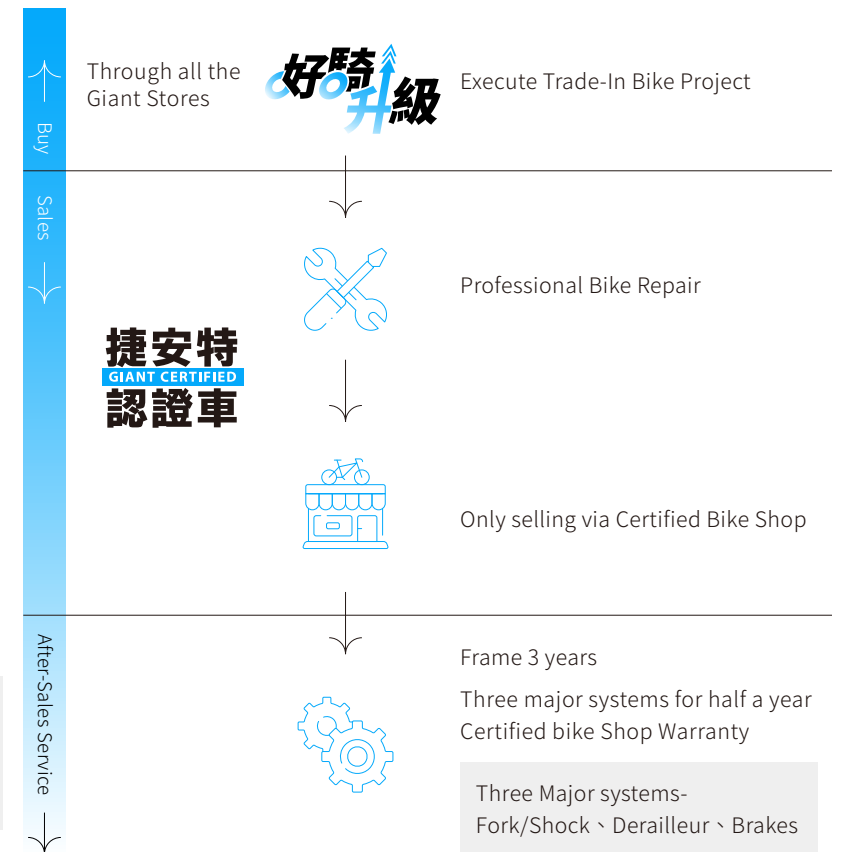 Buy
Through all the
Giant Stores
好騎升級
Execute Trade-In Bike Project
Sales
Professional Bike Repair
捷安特
GIANT CERTIFIED
認證車
Only selling via Certified Bike Shop
After-Sales Service
Frame 3 years
Three major systems for half a year
Certified bike Shop Warranty
Three Major systems-
Fork/Shock、Derailleur、Brakes